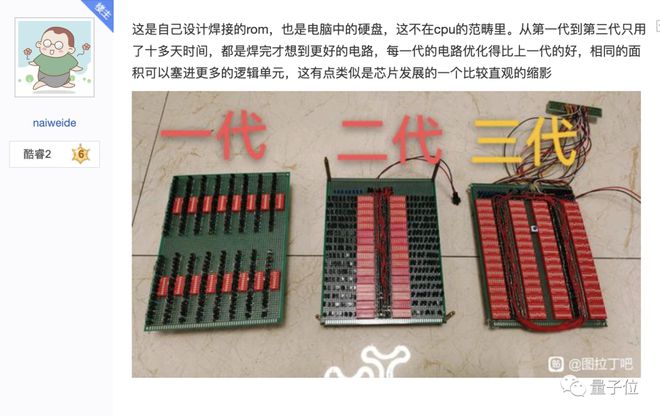 楼主
naiweide
酷睿2 6
这是自己设计焊接的rom，也是电脑中的硬盘，这不在cpu的范畴里。从第一代到第三代只用
了十多天时间，都是焊完才想到更好的电路，每一代的电路优化得比上一代的好，相同的面
积可以塞进更多的逻辑单元，这有点类似是芯片发展的一个比较直观的缩影
一代 二代 三代
贴 @图拉丁吧
量子位